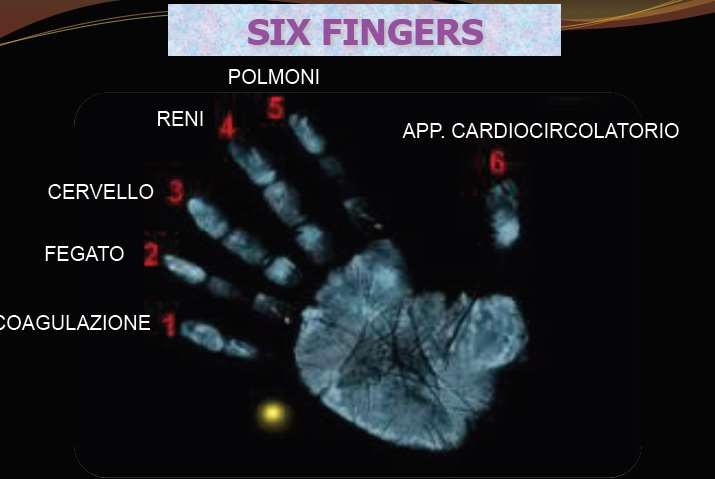 SIX FINGERS
POLMONI
5
RENI
4
APP. CARDIOCIRCOLATORIO
6
CERVELLO
3
FEGATO
2
COAGULAZIONE
1